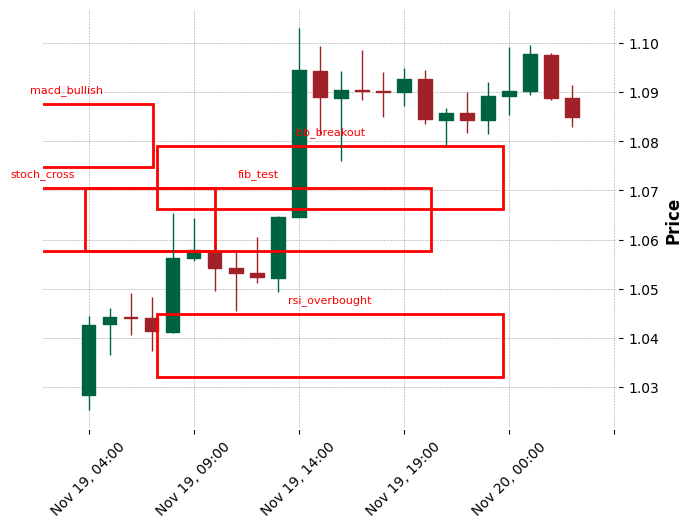 macd_bullish
bb_breakout
stoch_cross
fib_test
rsi_overbought
1.10
1.09
1.08
1.07
1.06
1.05
1.04
1.03
Price
Nov 19, 04:00
Nov 19, 09:00
Nov 19, 14:00
Nov 19, 19:00
Nov 20, 00:00